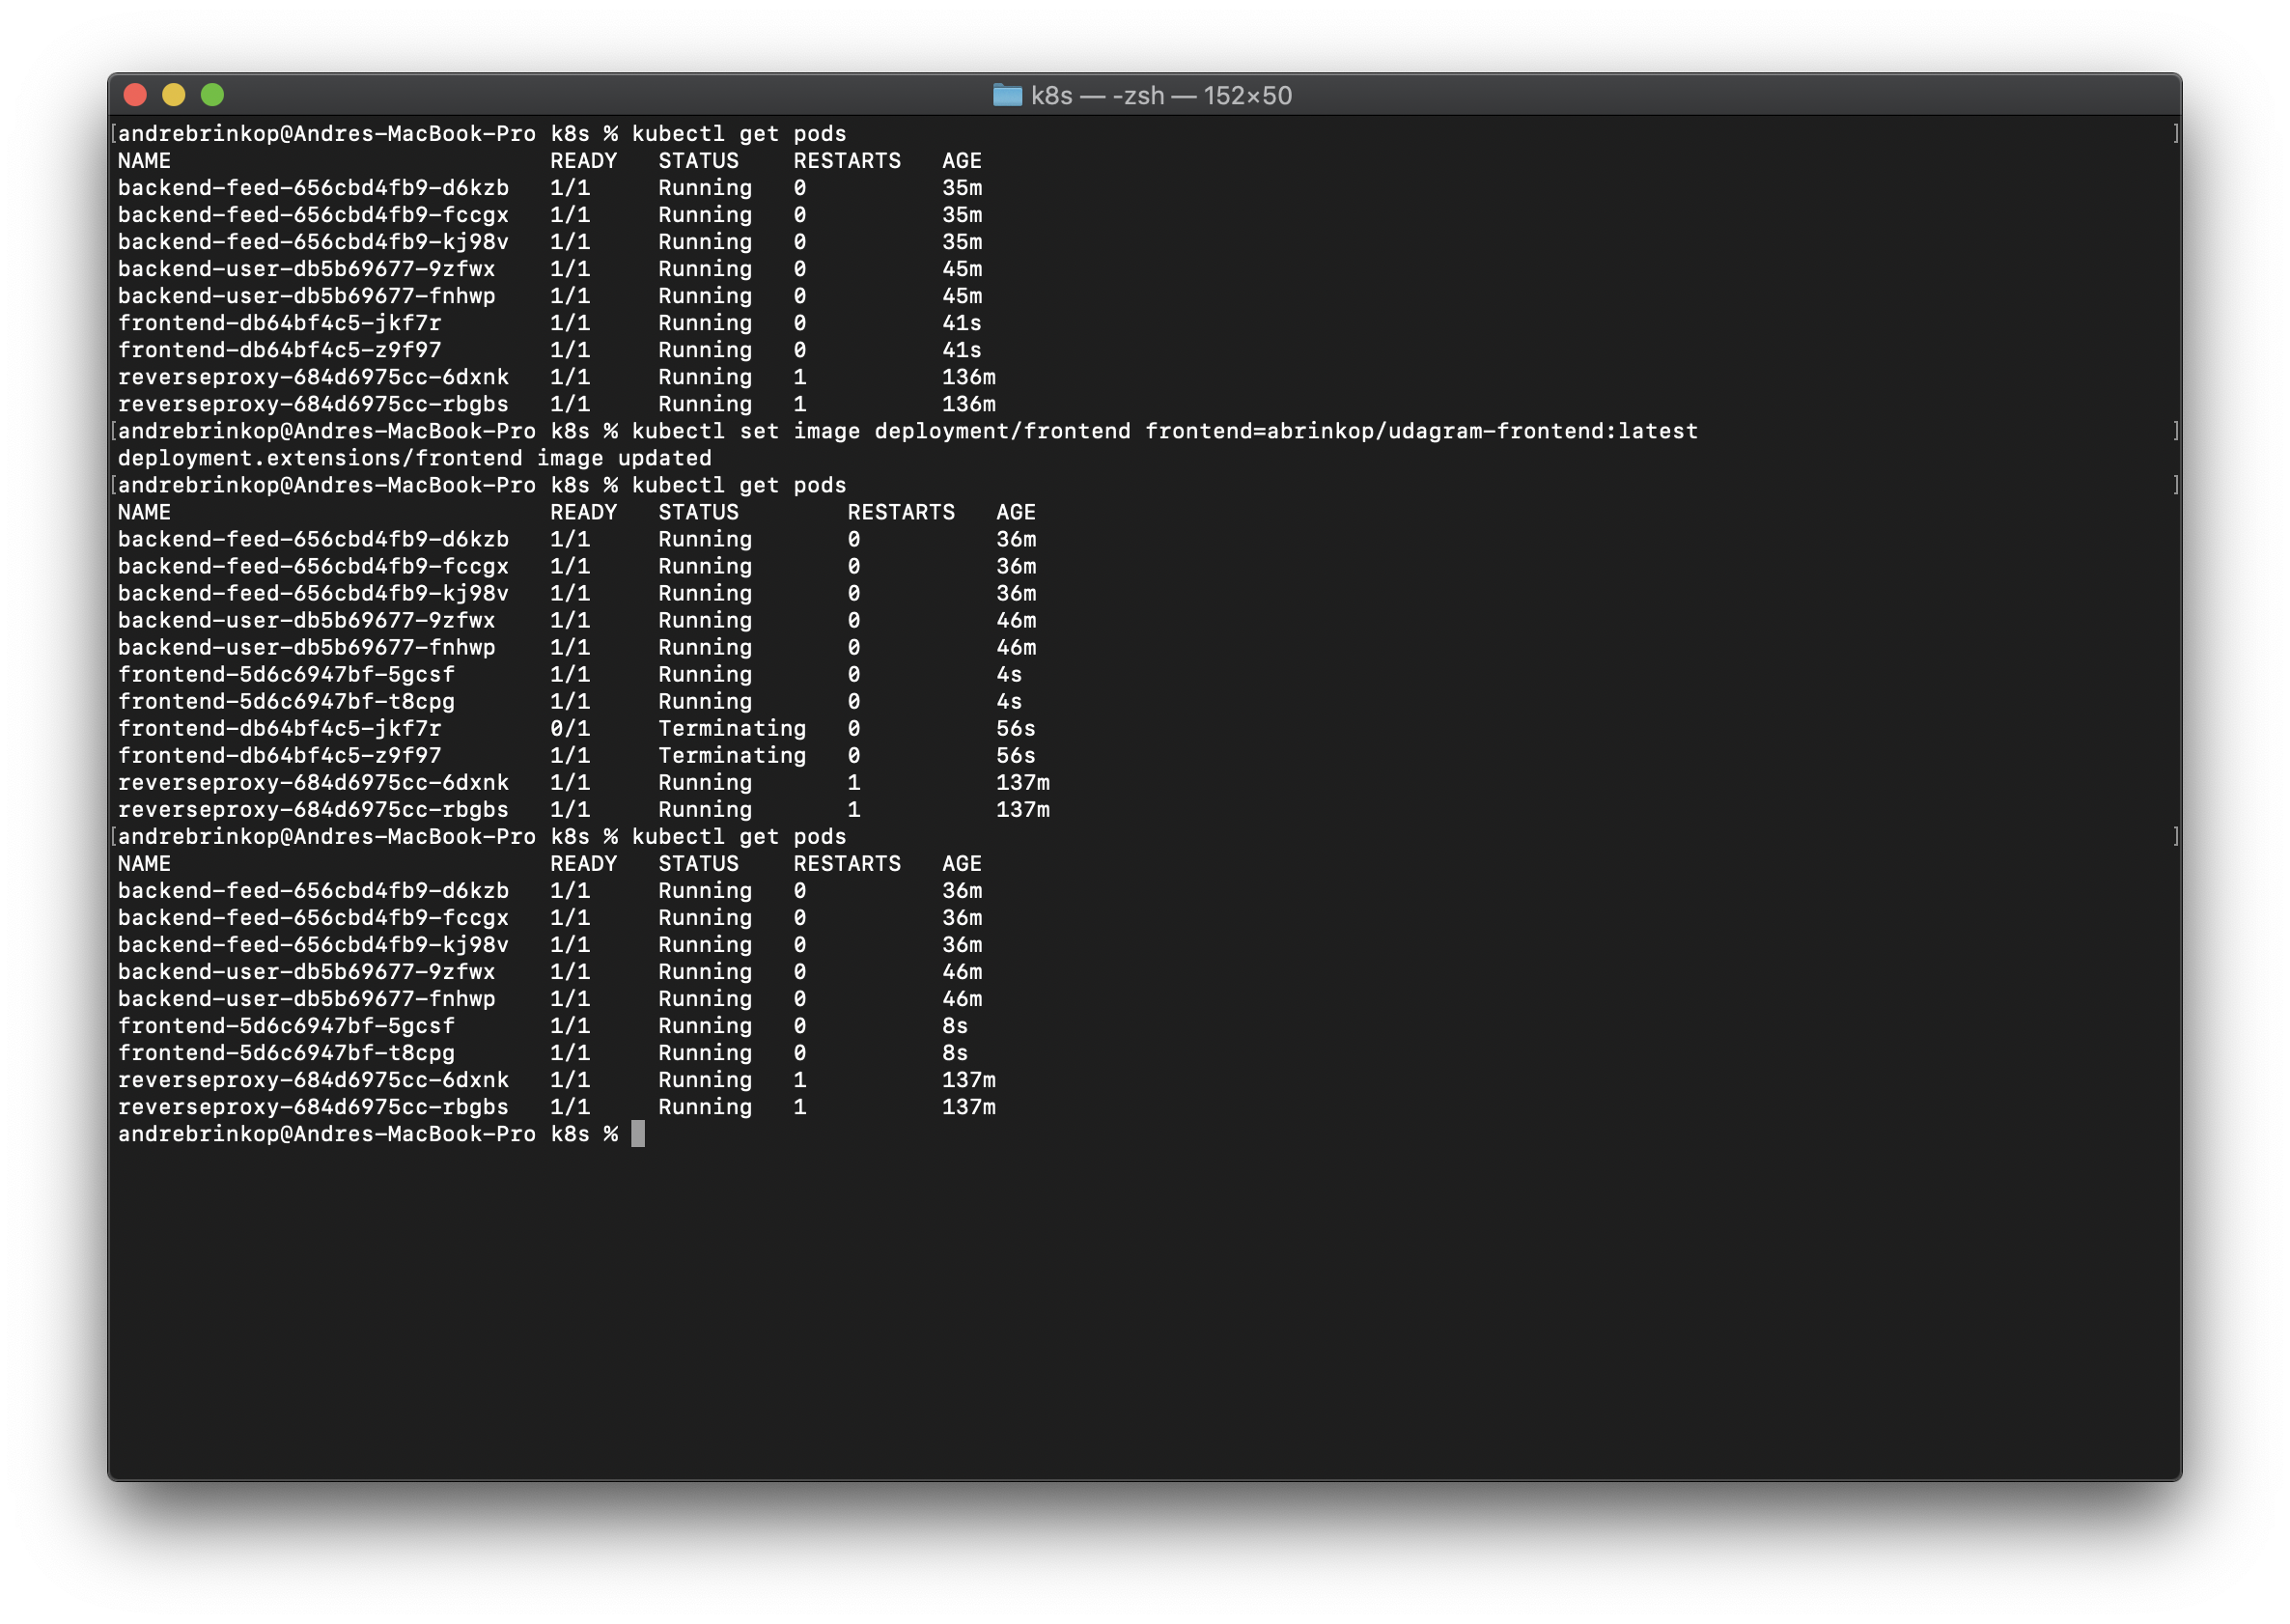 k8s — -zsh — 152×50
andrebrinkop@Andres-MacBook-Pro k8s % kubectl get pods
NAME                            READY   STATUS    RESTARTS   AGE
backend-feed-656cbd4fb9-d6kzb   1/1     Running   0          35m
backend-feed-656cbd4fb9-fccgx   1/1     Running   0          35m
backend-feed-656cbd4fb9-kj98v   1/1     Running   0          35m
backend-user-db5b69677-9zfwx    1/1     Running   0          45m
backend-user-db5b69677-fnhwp    1/1     Running   0          45m
frontend-db64bf4c5-jkf7r        1/1     Running   0          41s
frontend-db64bf4c5-z9f97        1/1     Running   0          41s
reverseproxy-684d6975cc-6dxnk   1/1     Running   1          136m
reverseproxy-684d6975cc-rbgbs   1/1     Running   1          136m
andrebrinkop@Andres-MacBook-Pro k8s % kubectl set image deployment/frontend frontend=abrinkop/udagram-frontend:latest
deployment.extensions/frontend image updated
andrebrinkop@Andres-MacBook-Pro k8s % kubectl get pods
NAME                            READY   STATUS        RESTARTS   AGE
backend-feed-656cbd4fb9-d6kzb   1/1     Running       0          36m
backend-feed-656cbd4fb9-fccgx   1/1     Running       0          36m
backend-feed-656cbd4fb9-kj98v   1/1     Running       0          36m
backend-user-db5b69677-9zfwx    1/1     Running       0          46m
backend-user-db5b69677-fnhwp    1/1     Running       0          46m
frontend-5d6c6947bf-5gcsf       1/1     Running       0          4s
frontend-5d6c6947bf-t8cpg       1/1     Running       0          4s
frontend-db64bf4c5-jkf7r        0/1     Terminating   0          56s
frontend-db64bf4c5-z9f97        1/1     Terminating   0          56s
reverseproxy-684d6975cc-6dxnk   1/1     Running       1          137m
reverseproxy-684d6975cc-rbgbs   1/1     Running       1          137m
andrebrinkop@Andres-MacBook-Pro k8s % kubectl get pods
NAME                            READY   STATUS    RESTARTS   AGE
backend-feed-656cbd4fb9-d6kzb   1/1     Running   0          36m
backend-feed-656cbd4fb9-fccgx   1/1     Running   0          36m
backend-feed-656cbd4fb9-kj98v   1/1     Running   0          36m
backend-user-db5b69677-9zfwx    1/1     Running   0          46m
backend-user-db5b69677-fnhwp    1/1     Running   0          46m
frontend-5d6c6947bf-5gcsf       1/1     Running   0          8s
frontend-5d6c6947bf-t8cpg       1/1     Running   0          8s
reverseproxy-684d6975cc-6dxnk   1/1     Running   1          137m
reverseproxy-684d6975cc-rbgbs   1/1     Running   1          137m
andrebrinkop@Andres-MacBook-Pro k8s %